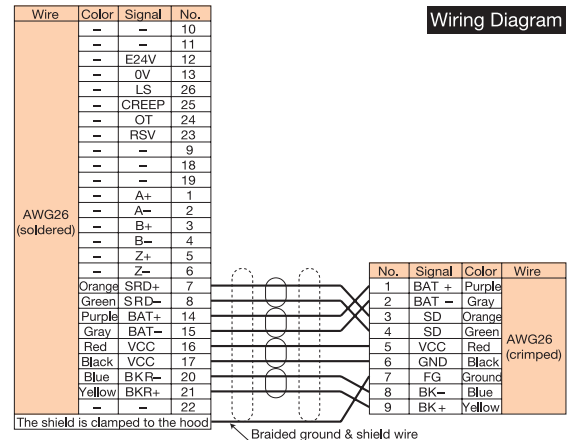 Wiring Diagram
Wire Color Signal No.
– – 10
– – 11
– E24V 12
– 0V 13
– LS 26
– CREEP 25
– OT 24
– RSV 23
– – 9
– – 18
– – 19
– A+ 1
– A– 2
– B+ 3
– B– 4
– Z+ 5
– Z– 6
Orange SRD+ 7
Green SRD– 8
Purple BAT+ 14
Gray BAT– 15
Red VCC 16
Black VCC 17
Blue BKR– 20
Yellow BKR+ 21
– – 22
AWG26
(soldered)
The shield is clamped to the hood
No. Signal Color Wire
1 BAT + Purple
2 BAT – Gray
3 SD Orange
4 SD Green
5 VCC Red
6 GND Black
7 FG Ground
8 BK– Blue
9 BK+ Yellow
AWG26
(crimped)
Braided ground & shield wire